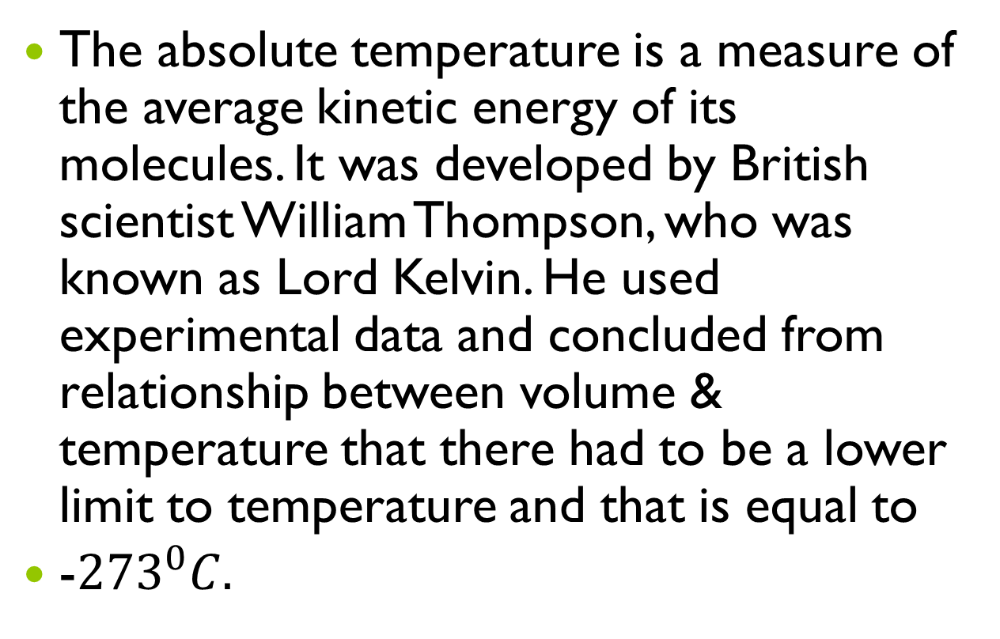 • The absolute temperature is a measure of
the average kinetic energy of its
molecules. It was developed by British
scientist William Thompson, who was
known as Lord Kelvin. He used
experimental data and concluded from
relationship between volume &
temperature that there had to be a lower
limit to temperature and that is equal to
• -273⁰C.